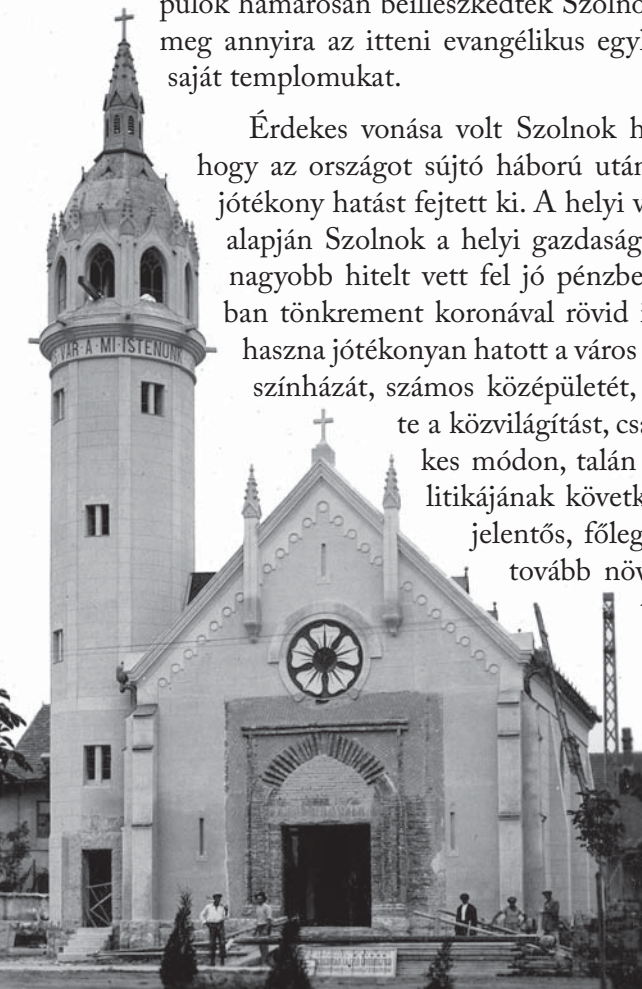 pülők hamarosan beilleszkedtek Szolno
meg annyira az itteni evangélikus egyh
saját templomukat.
Érdekes vonása volt Szolnok h
hogy az országot sújtó háború után
jótékony hatást fejtett ki. A helyi v
alapján Szolnok a helyi gazdaság
nagyobb hitelt vett fel jó pénzbe
ban tönkrement koronával rövid i
haszna jótékonyan hatott a város
színházát, számos középületét,
te a közvilágítást, css
kes módon, talán
litikájának követk
jelentős, főleg
tovább növ
VÁR·A·MI·ISTENÜNK